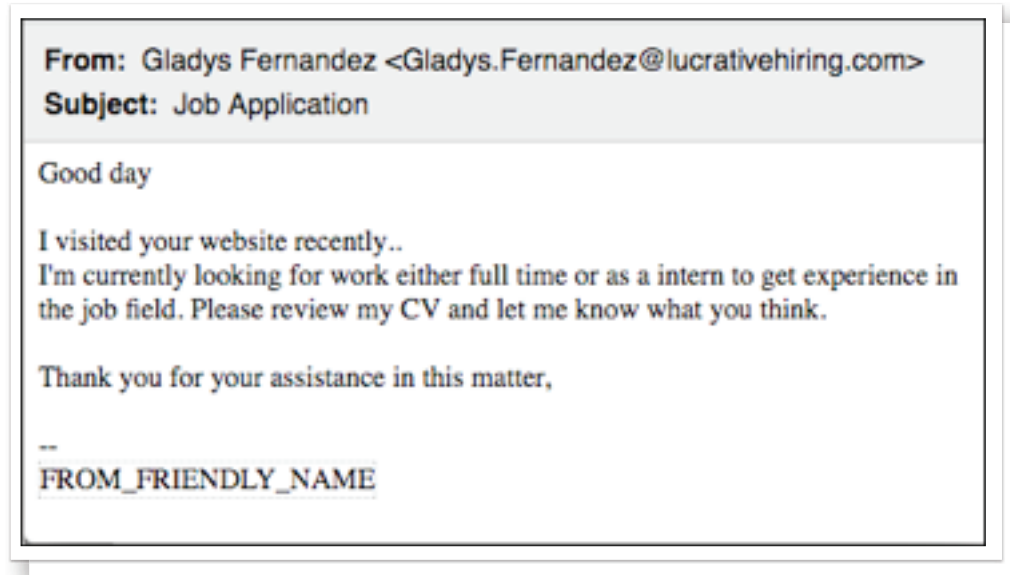 From: Gladys Fernandez <Gladys.Fernandez@lucrativehiring.com>
Subject: Job Application
Good day
I visited your website recently..
I'm currently looking for work either full time or as a intern to get experience in
the job field. Please review my CV and let me know what you think.
Thank you for your assistance in this matter,
--
FROM_FRIENDLY_NAME